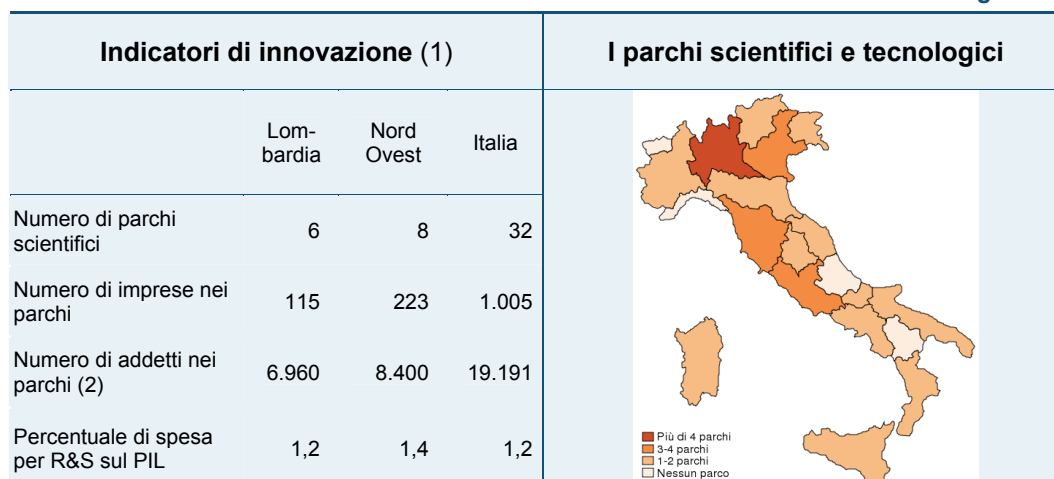 Indicatori di innovazione (1)
I parchi scientifici e tecnologici
Lom-
bardia
Nord
Ovest
Italia
Numero di parchi
scientifici
6 8 32
Numero di imprese nei
parchi
115 223 1.005
Numero di addetti nei
parchi (2)
6.960 8.400 19.191
Percentuale di spesa
per R&S sul PIL
1,2 1,4 1,2
Più di 4 parchi
3-4 parchi
1-2 parchi
Nessun parco